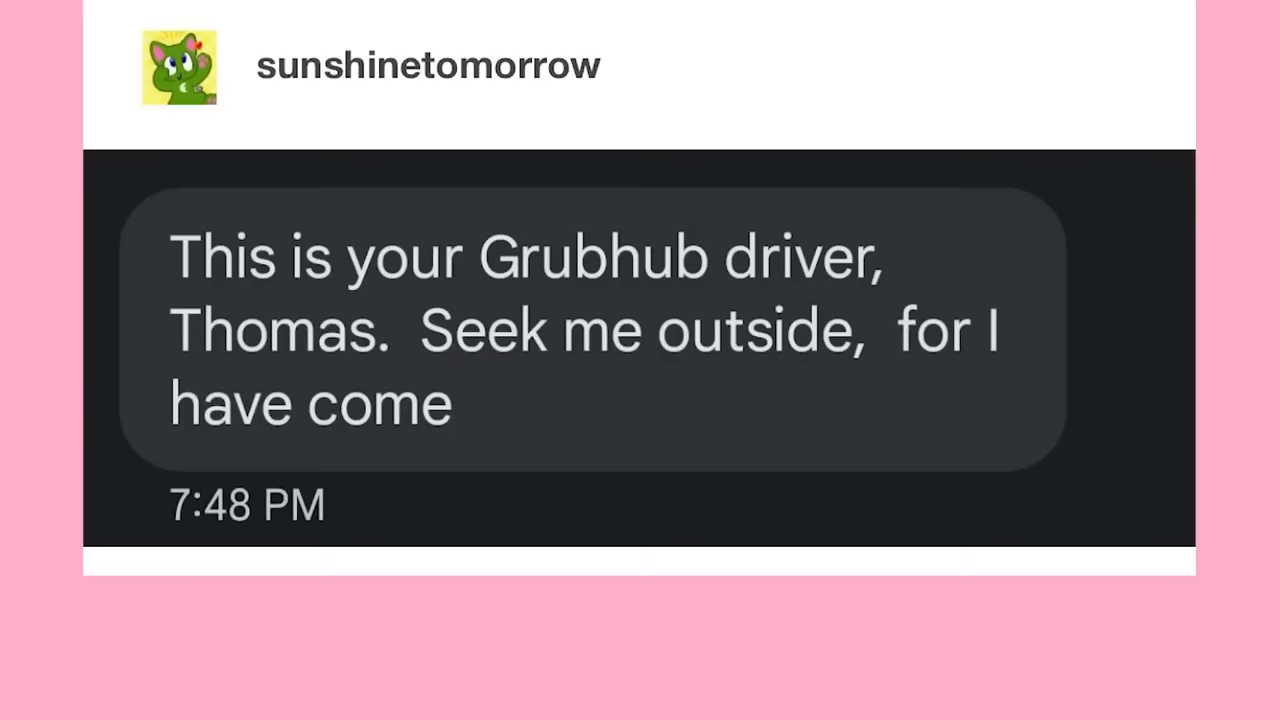 sunshinetomorrow
This is your Grubhub driver,
Thomas.  Seek me outside,  for I
have come
7:48 PM